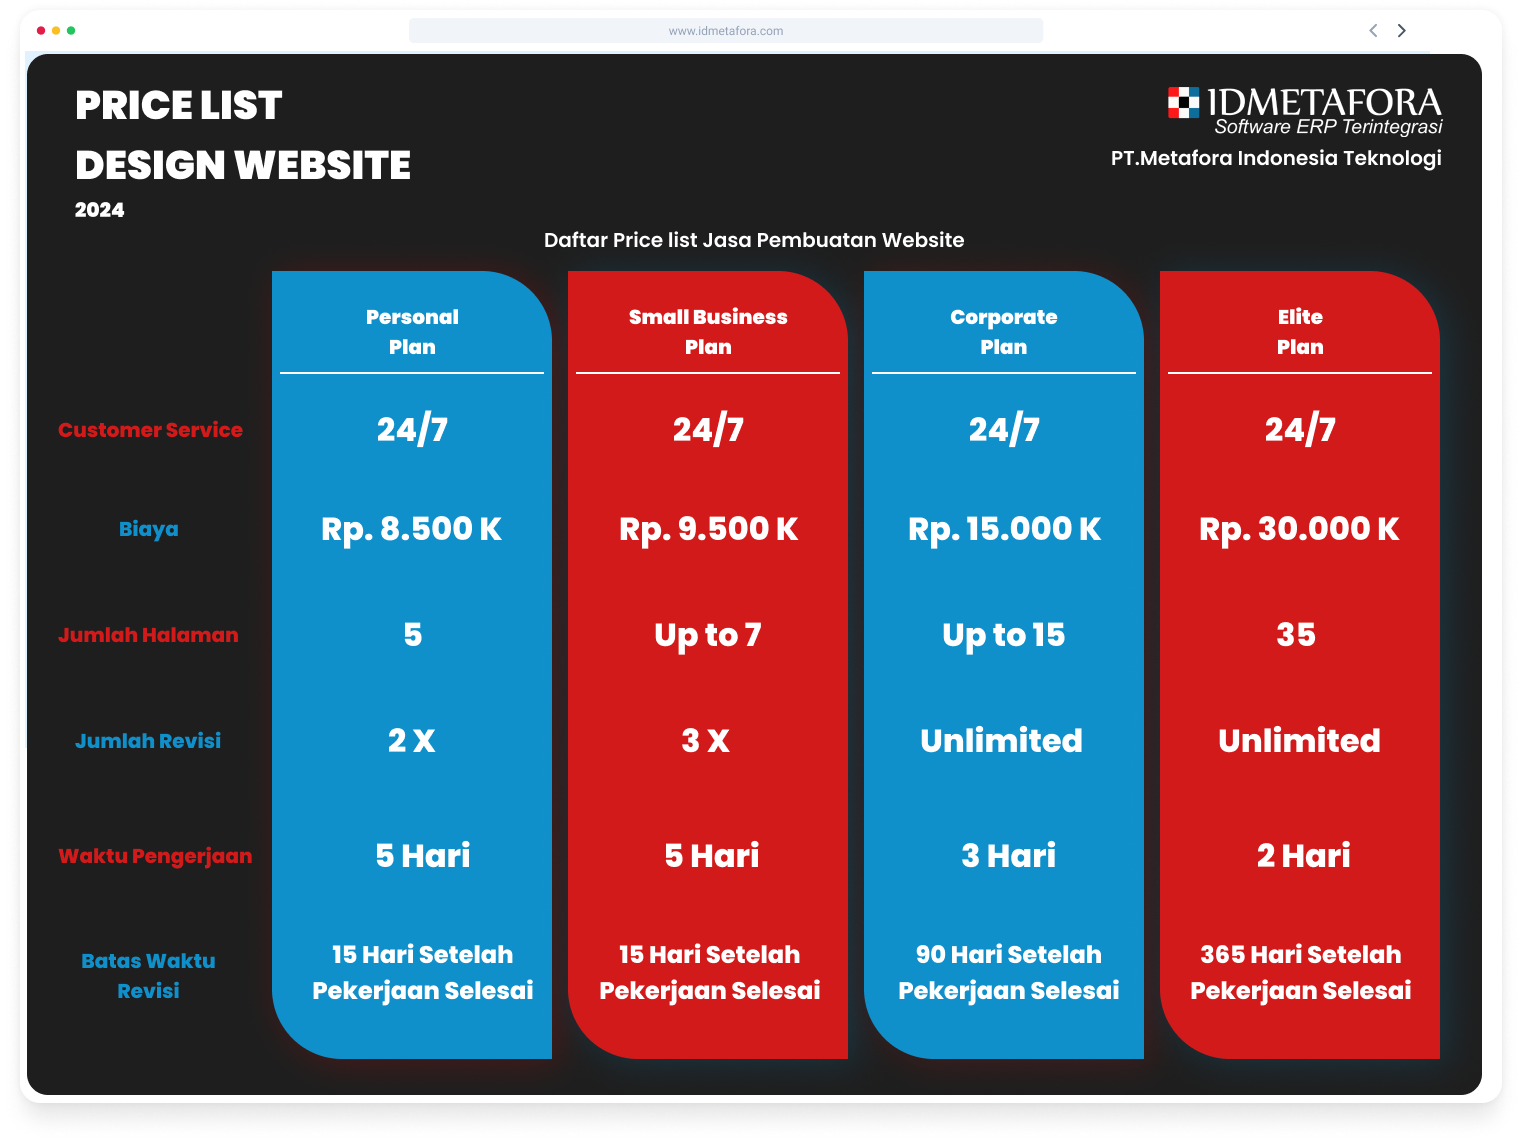 www.idmetafora.com
PRICE LIST
DESIGN WEBSITE
2024
IDMETAFORA
Software ERP Terintegrasi
PT.Metafora Indonesia Teknologi
Daftar Price list Jasa Pembuatan Website
Personal
Plan
Small Business
Plan
Corporate
Plan
Elite
Plan
Customer Service
24/7
24/7
24/7
24/7
Biaya
Rp. 8.500 K
Rp. 9.500 K
Rp. 15.000 K
Rp. 30.000 K
Jumlah Halaman
5
Up to 7
Up to 15
35
Jumlah Revisi
2 X
3 X
Unlimited
Unlimited
Waktu Pengerjaan
5 Hari
5 Hari
3 Hari
2 Hari
Batas Waktu
Revisi
15 Hari Setelah
Pekerjaan Selesai
15 Hari Setelah
Pekerjaan Selesai
90 Hari Setelah
Pekerjaan Selesai
365 Hari Setelah
Pekerjaan Selesai